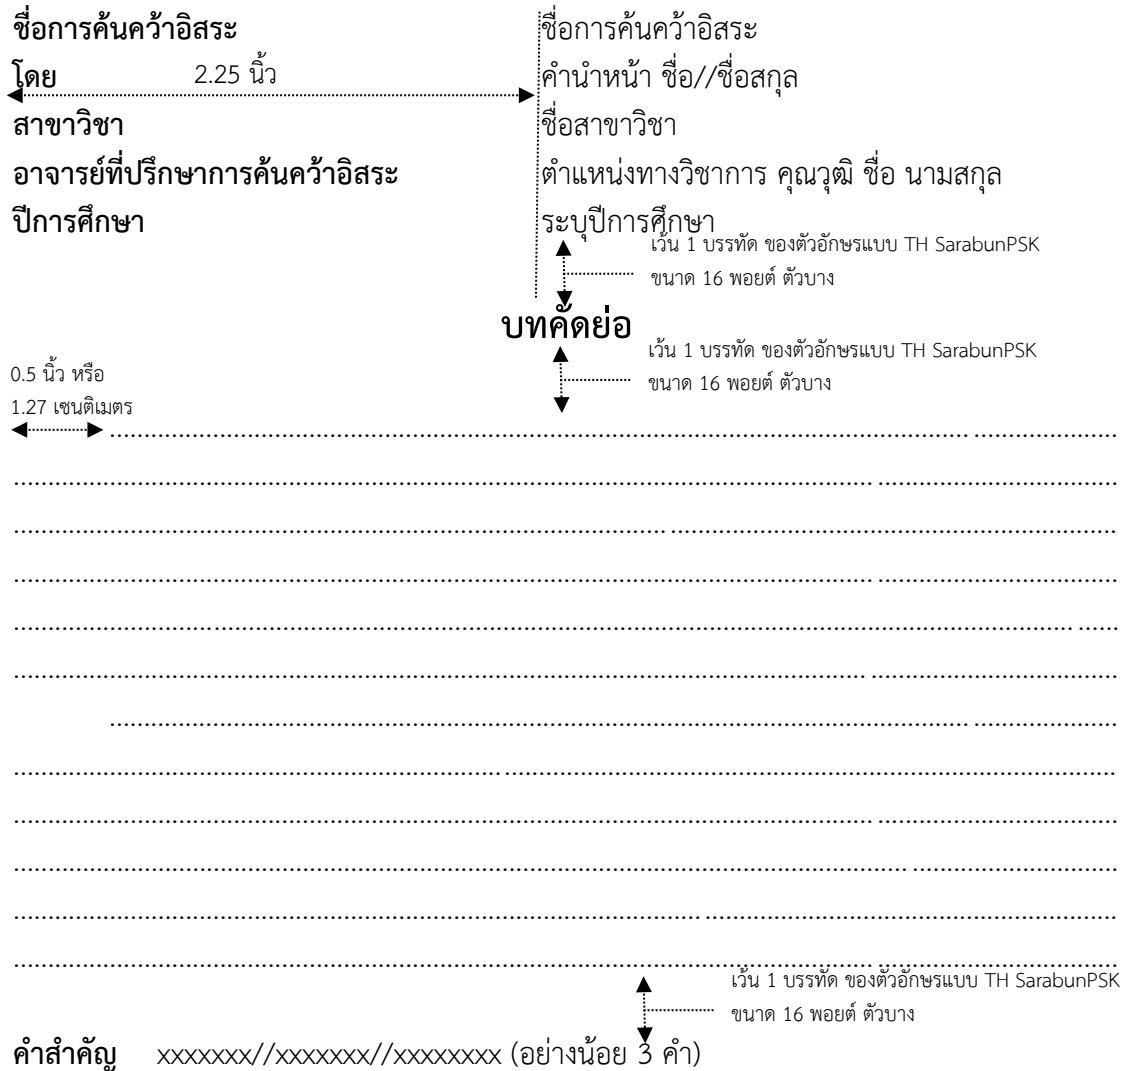 ชื่อการค้นคว้าอิสระ ชื่อการค้นคว้าอิสระ
โดย 2.25 นิ้ว คำนำหน้า ชื่อ//ชื่อสกุล
สาขาวิชา ชื่อสาขาวิชา
อาจารย์ที่ปรึกษาการค้นคว้าอิสระ ตำแหน่งทางวิชาการ คุณวุฒิ ชื่อ นามสกุล
ปีการศึกษา ระบุปีการศึกษา
เว้น 1 บรรทัด ของตัวอักษรแบบ TH SarabunPSK
ขนาด 16 พอยต์ ตัวบาง
บทคัดย่อ
เว้น 1 บรรทัด ของตัวอักษรแบบ TH SarabunPSK
ขนาด 16 พอยต์ ตัวบาง
0.5 นิ้ว หรือ
1.27 เซนติเมตร
เว้น 1 บรรทัด ของตัวอักษรแบบ TH SarabunPSK
ขนาด 16 พอยต์ ตัวบาง
คำสำคัญ xxxxxxx//xxxxxxx//xxxxxxxx (อย่างน้อย 3 คำ)